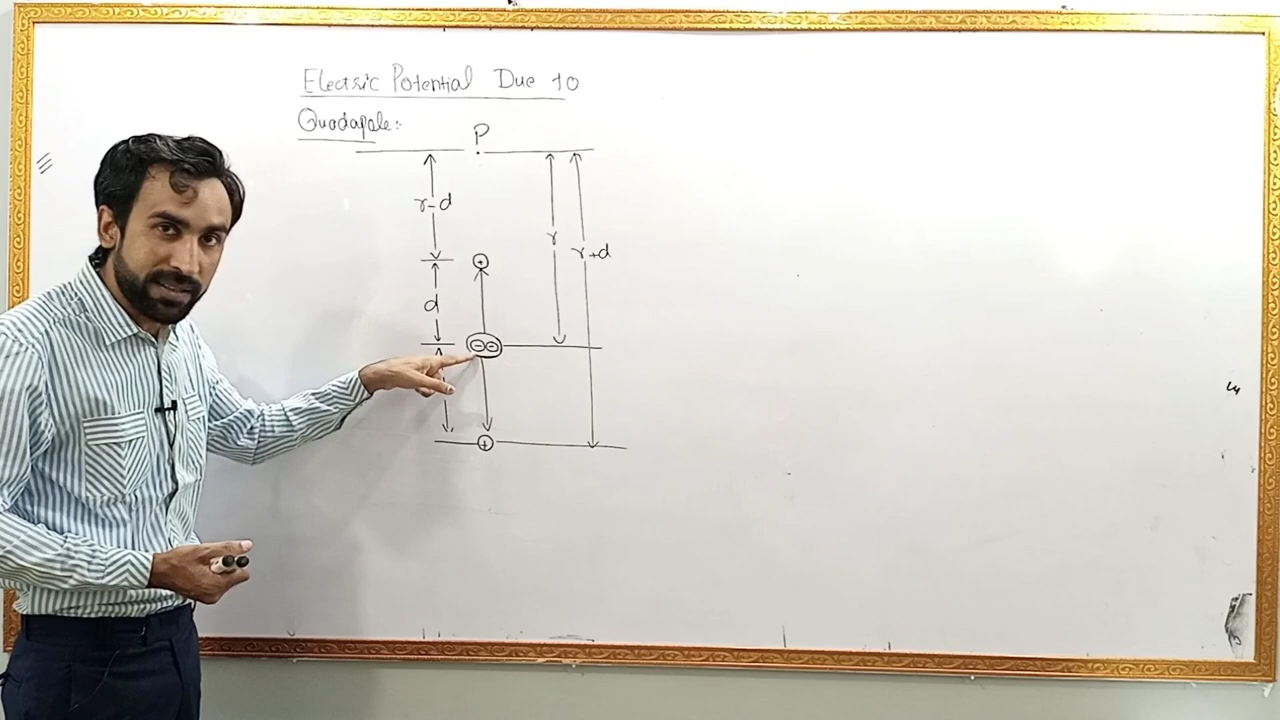 Electric Potential Due to
Quadapole:
P
r-d
r
r+d
+
d
- -
+